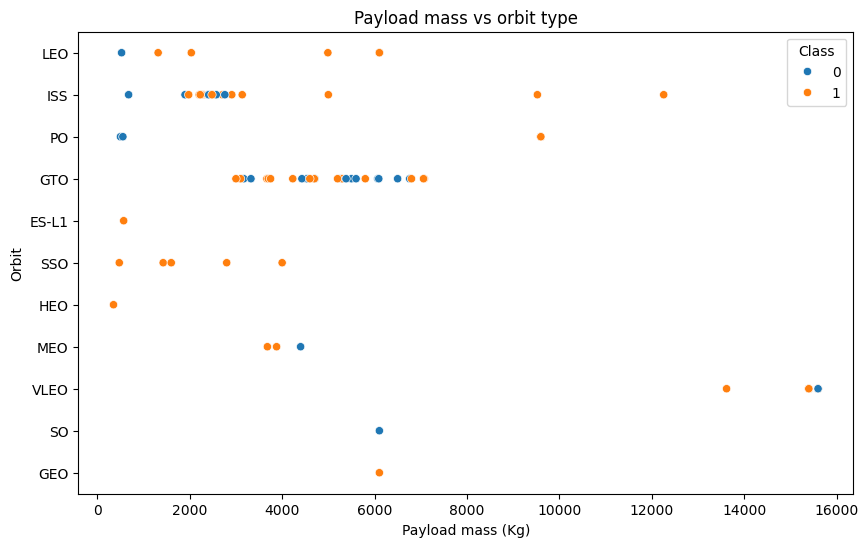 Payload mass vs orbit type
Class
0
1
Orbit
LEO
ISS
PO
GTO
ES-L1
SSO
HEO
MEO
VLEO
SO
GEO
0 2000 4000 6000 8000 10000 12000 14000 16000
Payload mass (Kg)